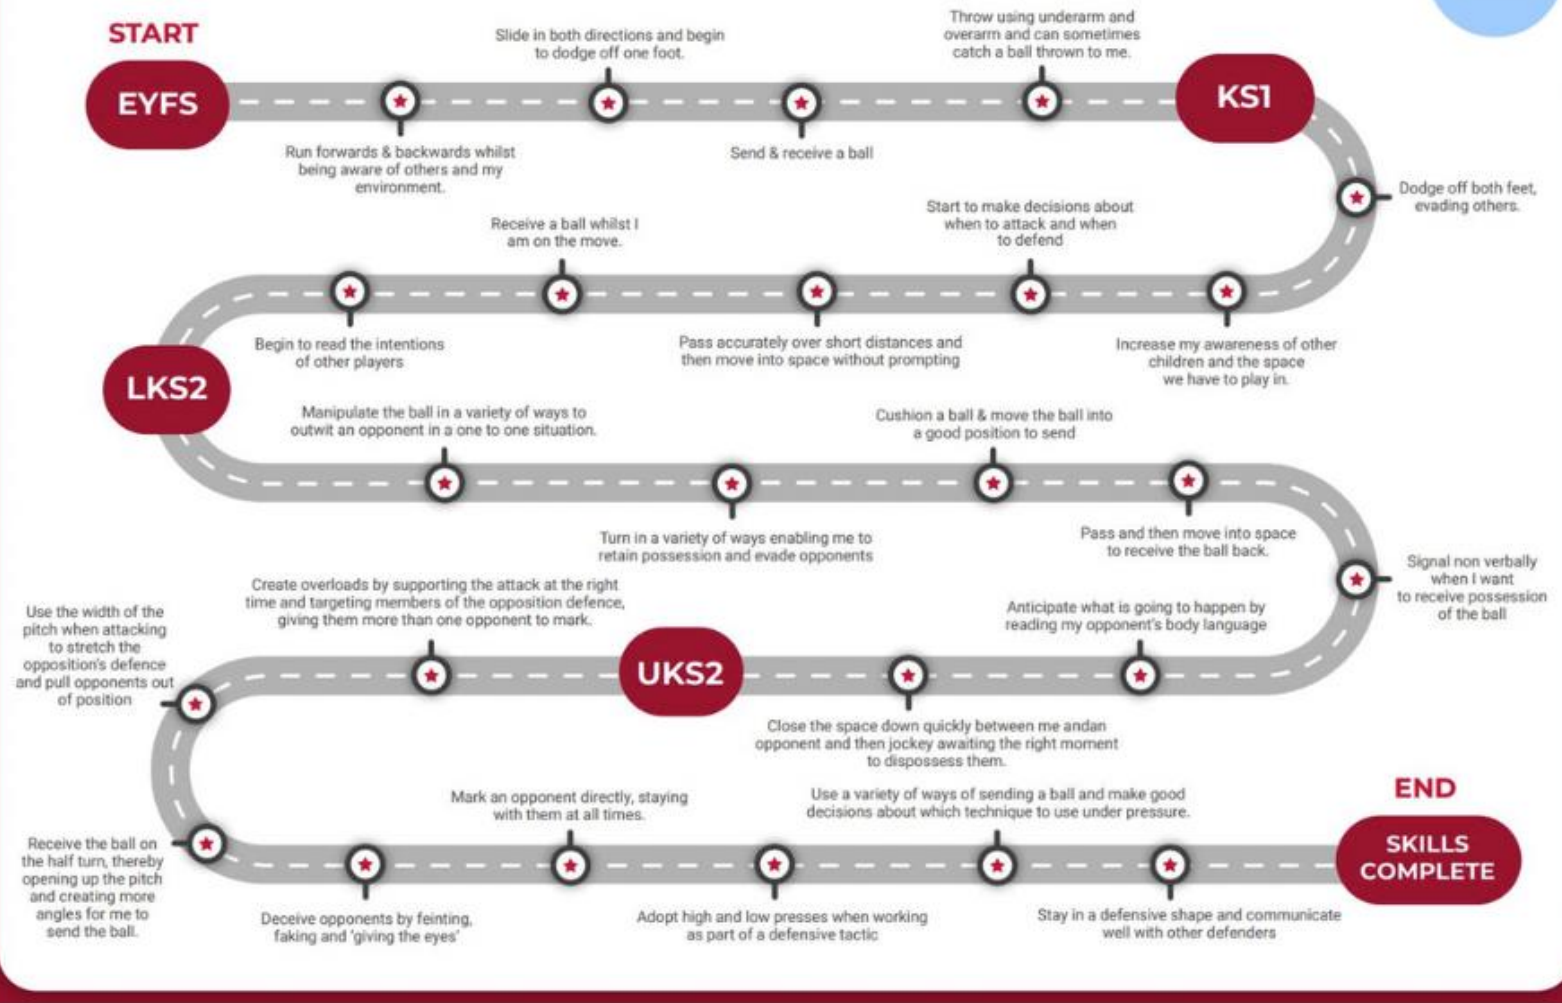 START
EYFS
Run forwards & backwards whilst
being aware of others and my
environment.
Slide in both directions and begin
to dodge off one foot.
Send & receive a ball
Throw using underarm and
overarm and can sometimes
catch a ball thrown to me.
KS1
Dodge off both feet,
evading others.
Increase my awareness of other
children and the space
we have to play in.
Start to make decisions about
when to attack and when
to defend
Pass accurately over short distances and
then move into space without prompting
Receive a ball whilst I
am on the move.
Begin to read the intentions
of other players
LKS2
Manipulate the ball in a variety of ways to
outwit an opponent in a one to one situation.
Turn in a variety of ways enabling me to
retain possession and evade opponents
Cushion a ball & move the ball into
a good position to send
Pass and then move into space
to receive the ball back.
Signal non verbally
when I want
to receive possession
of the ball
Anticipate what is going to happen by
reading my opponent's body language
Close the space down quickly between me andan
opponent and then jockey awaiting the right moment
to dispossess them.
UKS2
Create overloads by supporting the attack at the right
time and targeting members of the opposition defence,
giving them more than one opponent to mark.
Use the width of the
pitch when attacking
to stretch the
opposition's defence
and pull opponents out
of position
Receive the ball on
the half turn, thereby
opening up the pitch
and creating more
angles for me to
send the ball.
Deceive opponents by feinting,
faking and 'giving the eyes'
Mark an opponent directly, staying
with them at all times.
Adopt high and low presses when working
as part of a defensive tactic
Use a variety of ways of sending a ball and make good
decisions about which technique to use under pressure.
Stay in a defensive shape and communicate
well with other defenders
END
SKILLS
COMPLETE